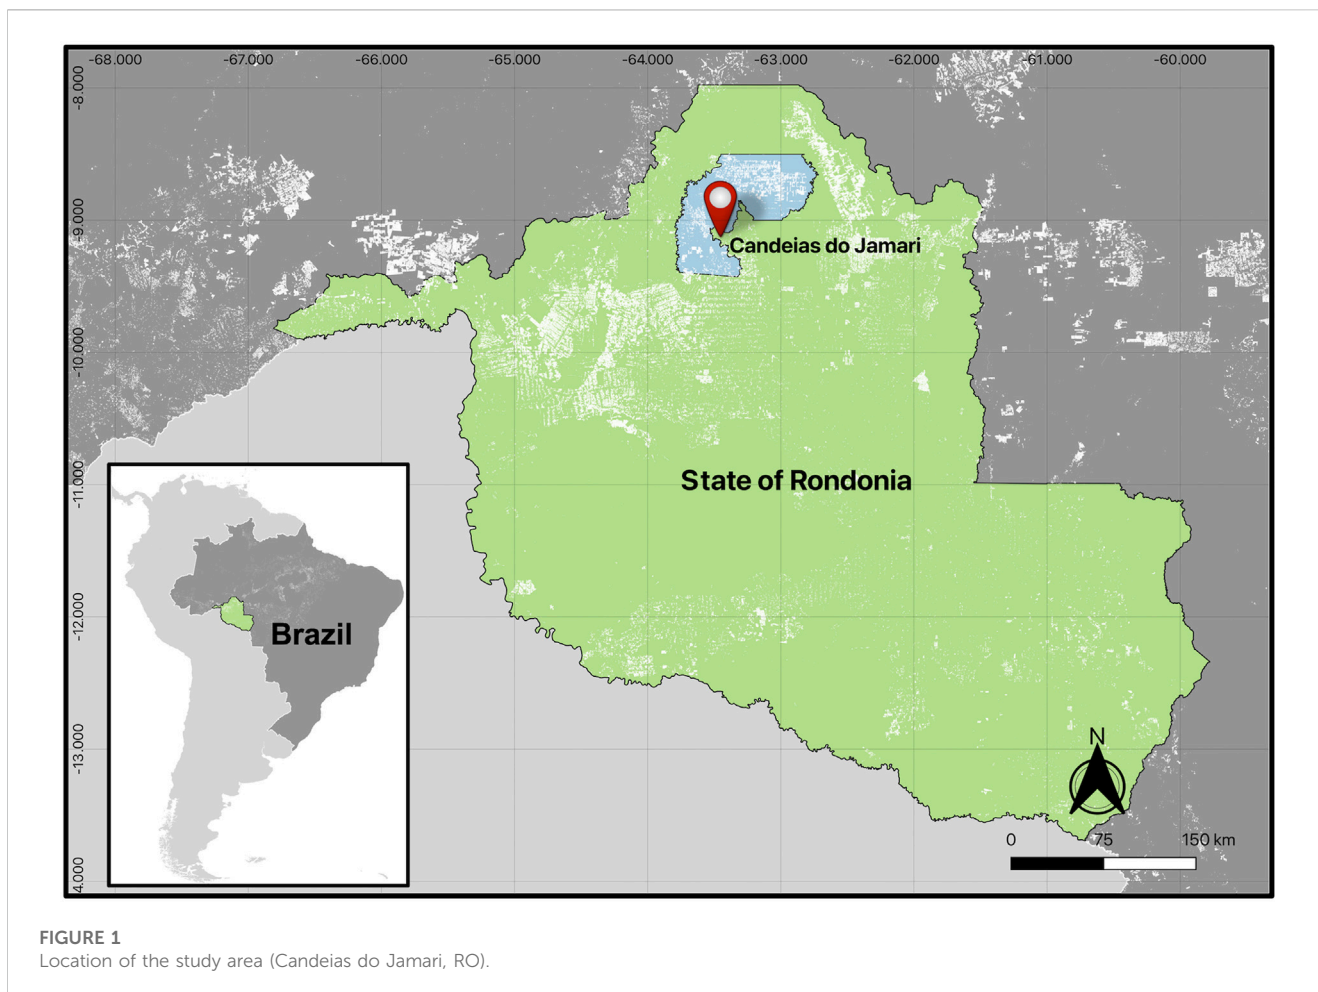 -68.000 -67.000 -66.000 -65.000 -64.000 -63.000 -62.000 -61.000 -60.000
-8.000
-9.000
-10.000
-11.000
-12.000
-13.000
4.000
Candeias do Jamari
State of Rondonia
Brazil
N
0 75 150 km
FIGURE 1
Location of the study area (Candeias do Jamari, RO).